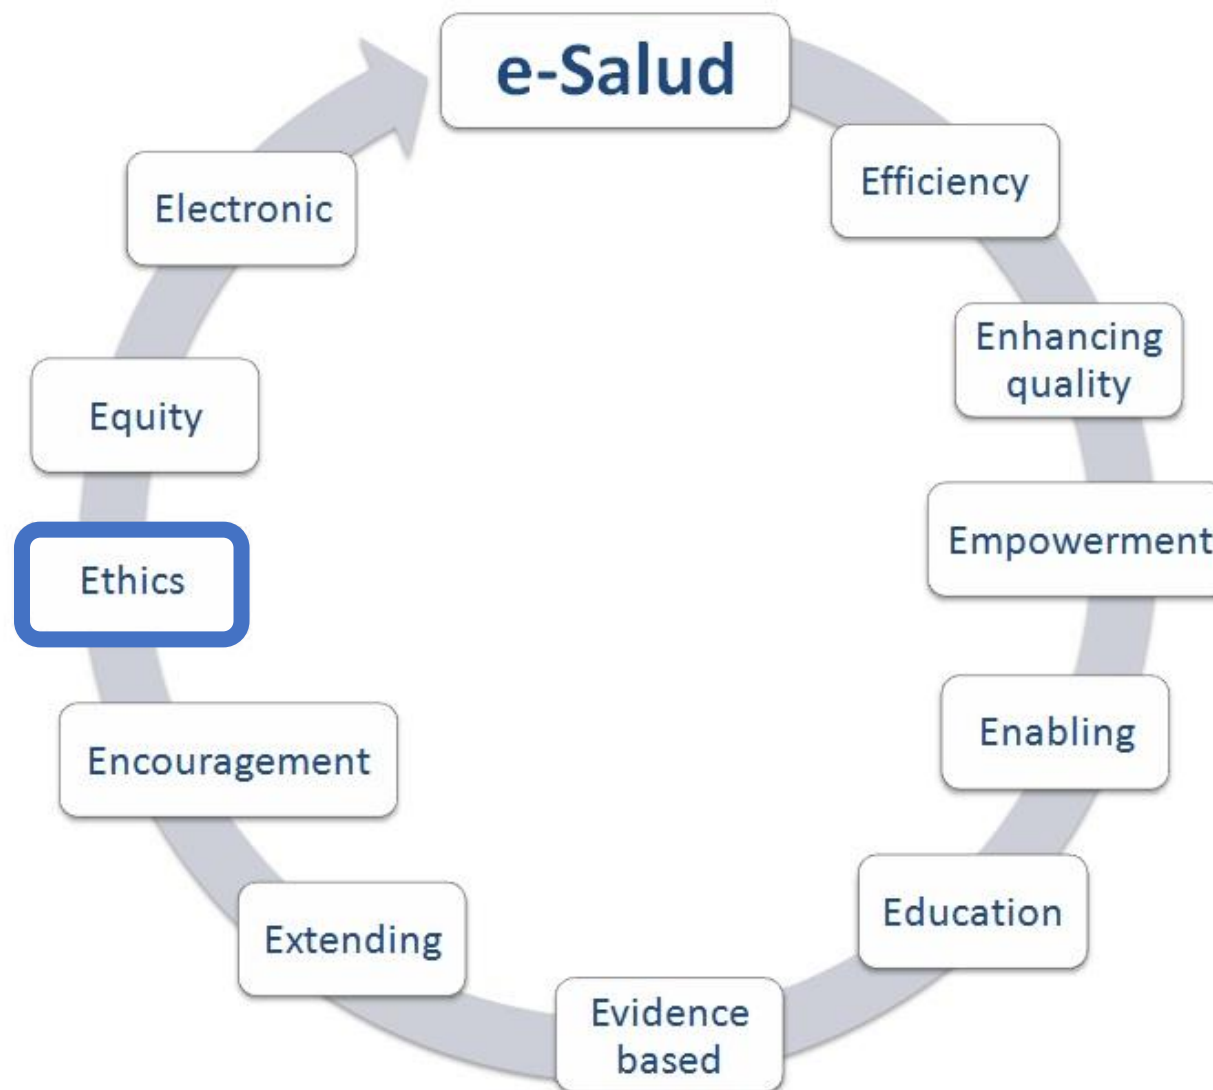 e-Salud
Efficiency
Enhancing
quality
Empowerment
Enabling
Education
Evidence
based
Extending
Encouragement
Ethics
Equity
Electronic